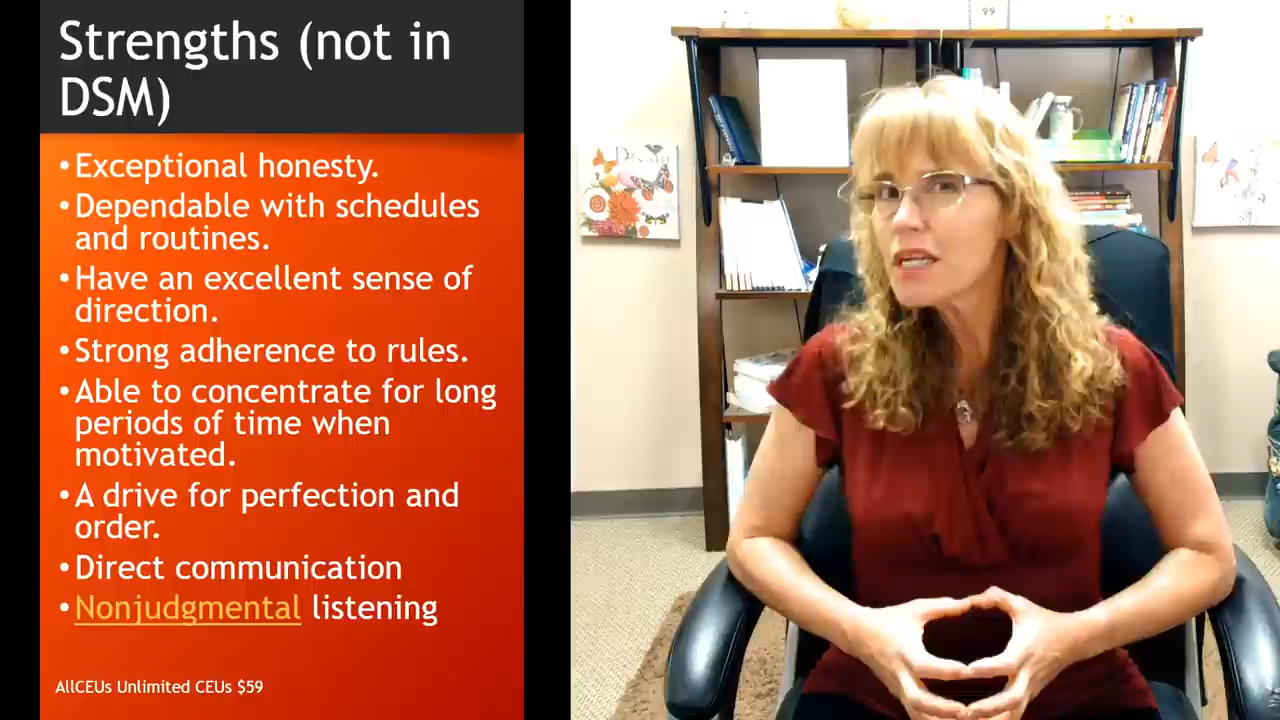 Strengths (not in
DSM)
•Exceptional honesty.
•Dependable with schedules
and routines.
•Have an excellent sense of
direction.
•Strong adherence to rules.
•Able to concentrate for long
periods of time when
motivated.
•A drive for perfection and
order.
•Direct communication
•Nonjudgmental listening
AllCEUs Unlimited CEUs $59
99